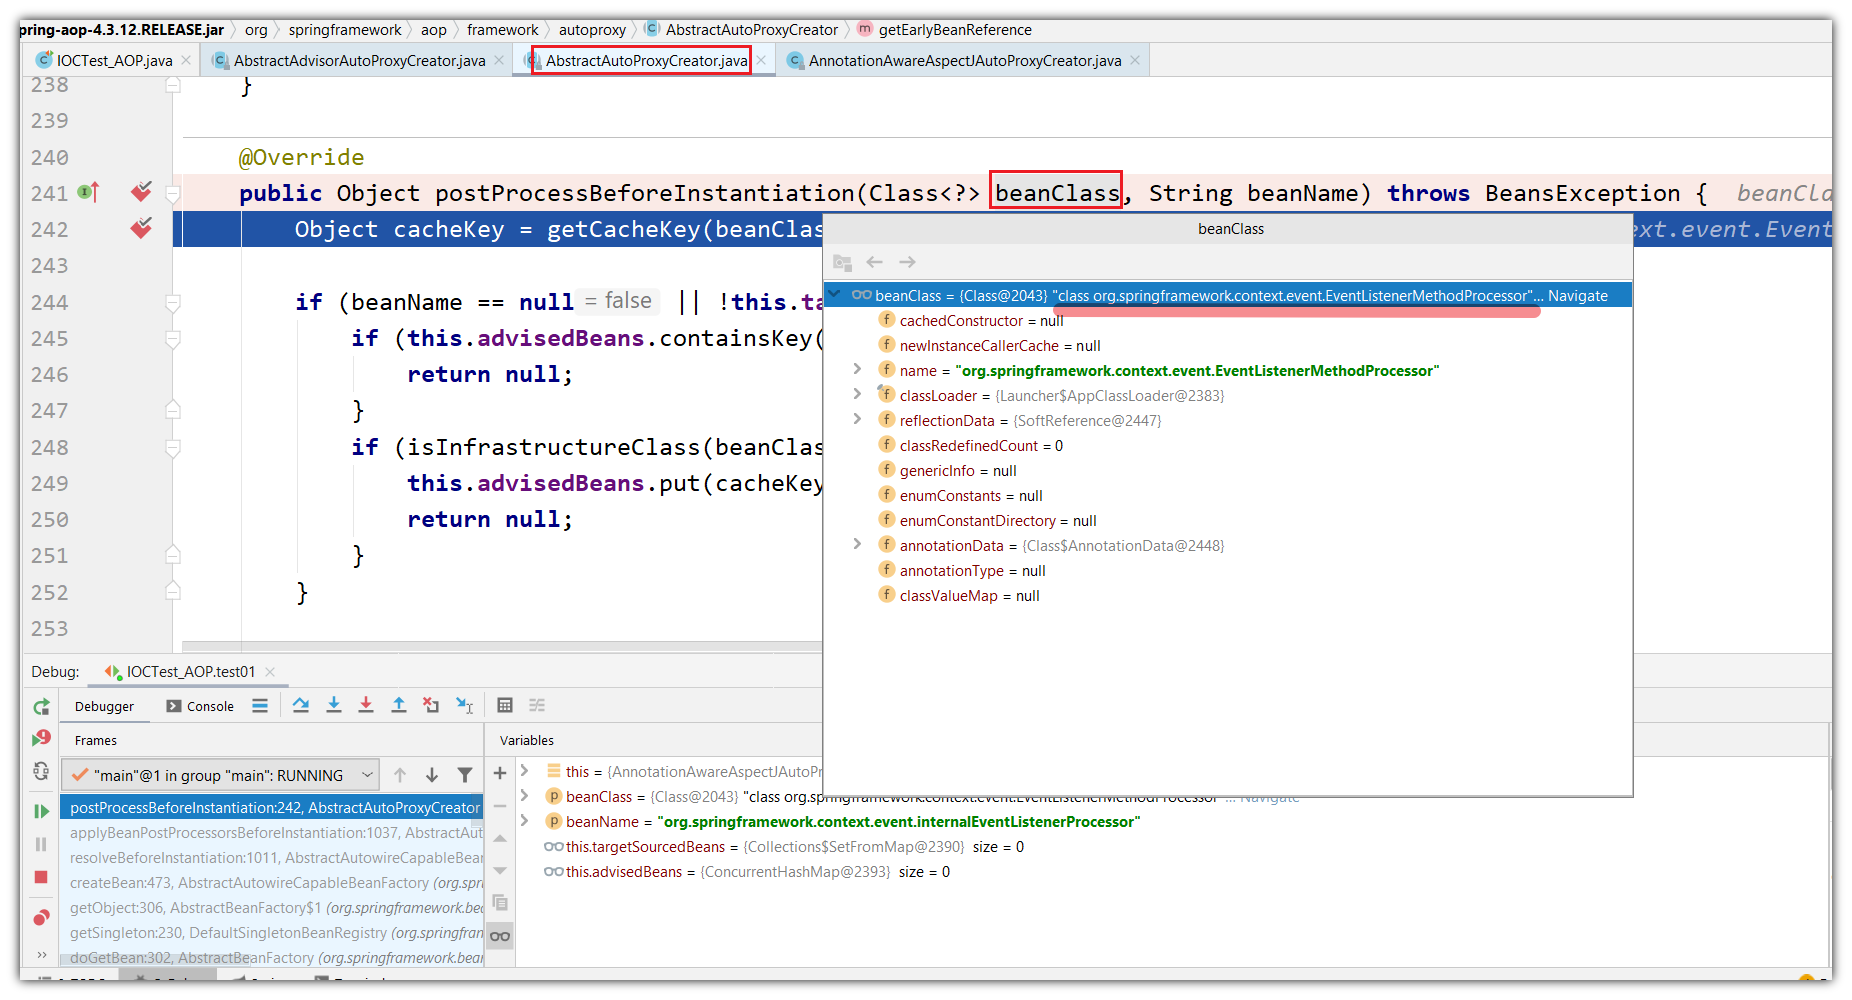 pring-aop-4.3.12.RELEASE.jar org springframework aop framework autoproxy AbstractAutoProxyCreator getEarlyBeanReference
IOCTest_AOP.java AbstractAdvisorAutoProxyCreator.java AbstractAutoProxyCreator.java AnnotationAwareAspectJAutoProxyCreator.java
238 }
239
240 @Override
241 public Object postProcessBeforeInstantiation(Class<?> beanClass, String beanName) throws BeansException { beanCla
242 Object cacheKey = getCacheKey(beanClas xt.event.Event
243
244 if (beanName == null = false || !this.ta
245 if (this.advisedBeans.containsKey(
246 return null;
247 }
248 if (isInfrastructureClass(beanClas
249 this.advisedBeans.put(cacheKey
250 return null;
251 }
252 }
253
beanClass
beanClass = {Class@2043} "class org.springframework.context.event.EventListenerMethodProcessor"... Navigate
cachedConstructor = null
newInstanceCallerCache = null
name = "org.springframework.context.event.EventListenerMethodProcessor"
classLoader = {Launcher$AppClassLoader@2383}
reflectionData = {SoftReference@2447}
classRedefinedCount = 0
genericInfo = null
enumConstants = null
enumConstantDirectory = null
annotationData = {Class$AnnotationData@2448}
annotationType = null
classValueMap = null
Debug: IOCTest_AOP.test01
Debugger Console
Frames
"main"@1 in group "main": RUNNING
postProcessBeforeInstantiation:242, AbstractAutoProxyCreator
applyBeanPostProcessorsBeforeInstantiation:1037, AbstractAut
resolveBeforeInstantiation:1011, AbstractAutowireCapableBean
createBean:473, AbstractAutowireCapableBeanFactory (org.spri
getObject:306, AbstractBeanFactory$1 (org.springframework.bea
getSingleton:230, DefaultSingletonBeanRegistry (org.springfran
doGetBean:302, AbstractBeanFactory (org.springframework.bear
Variables
this = {AnnotationAwareAspectJAutoPr
beanClass = {Class@2043} "class org.springframework.context.event.EventListenerMethodProcessor"... Navigate
beanName = "org.springframework.context.event.internalEventListenerProcessor"
this.targetSourcedBeans = {Collections$SetFromMap@2390} size = 0
this.advisedBeans = {ConcurrentHashMap@2393} size = 0